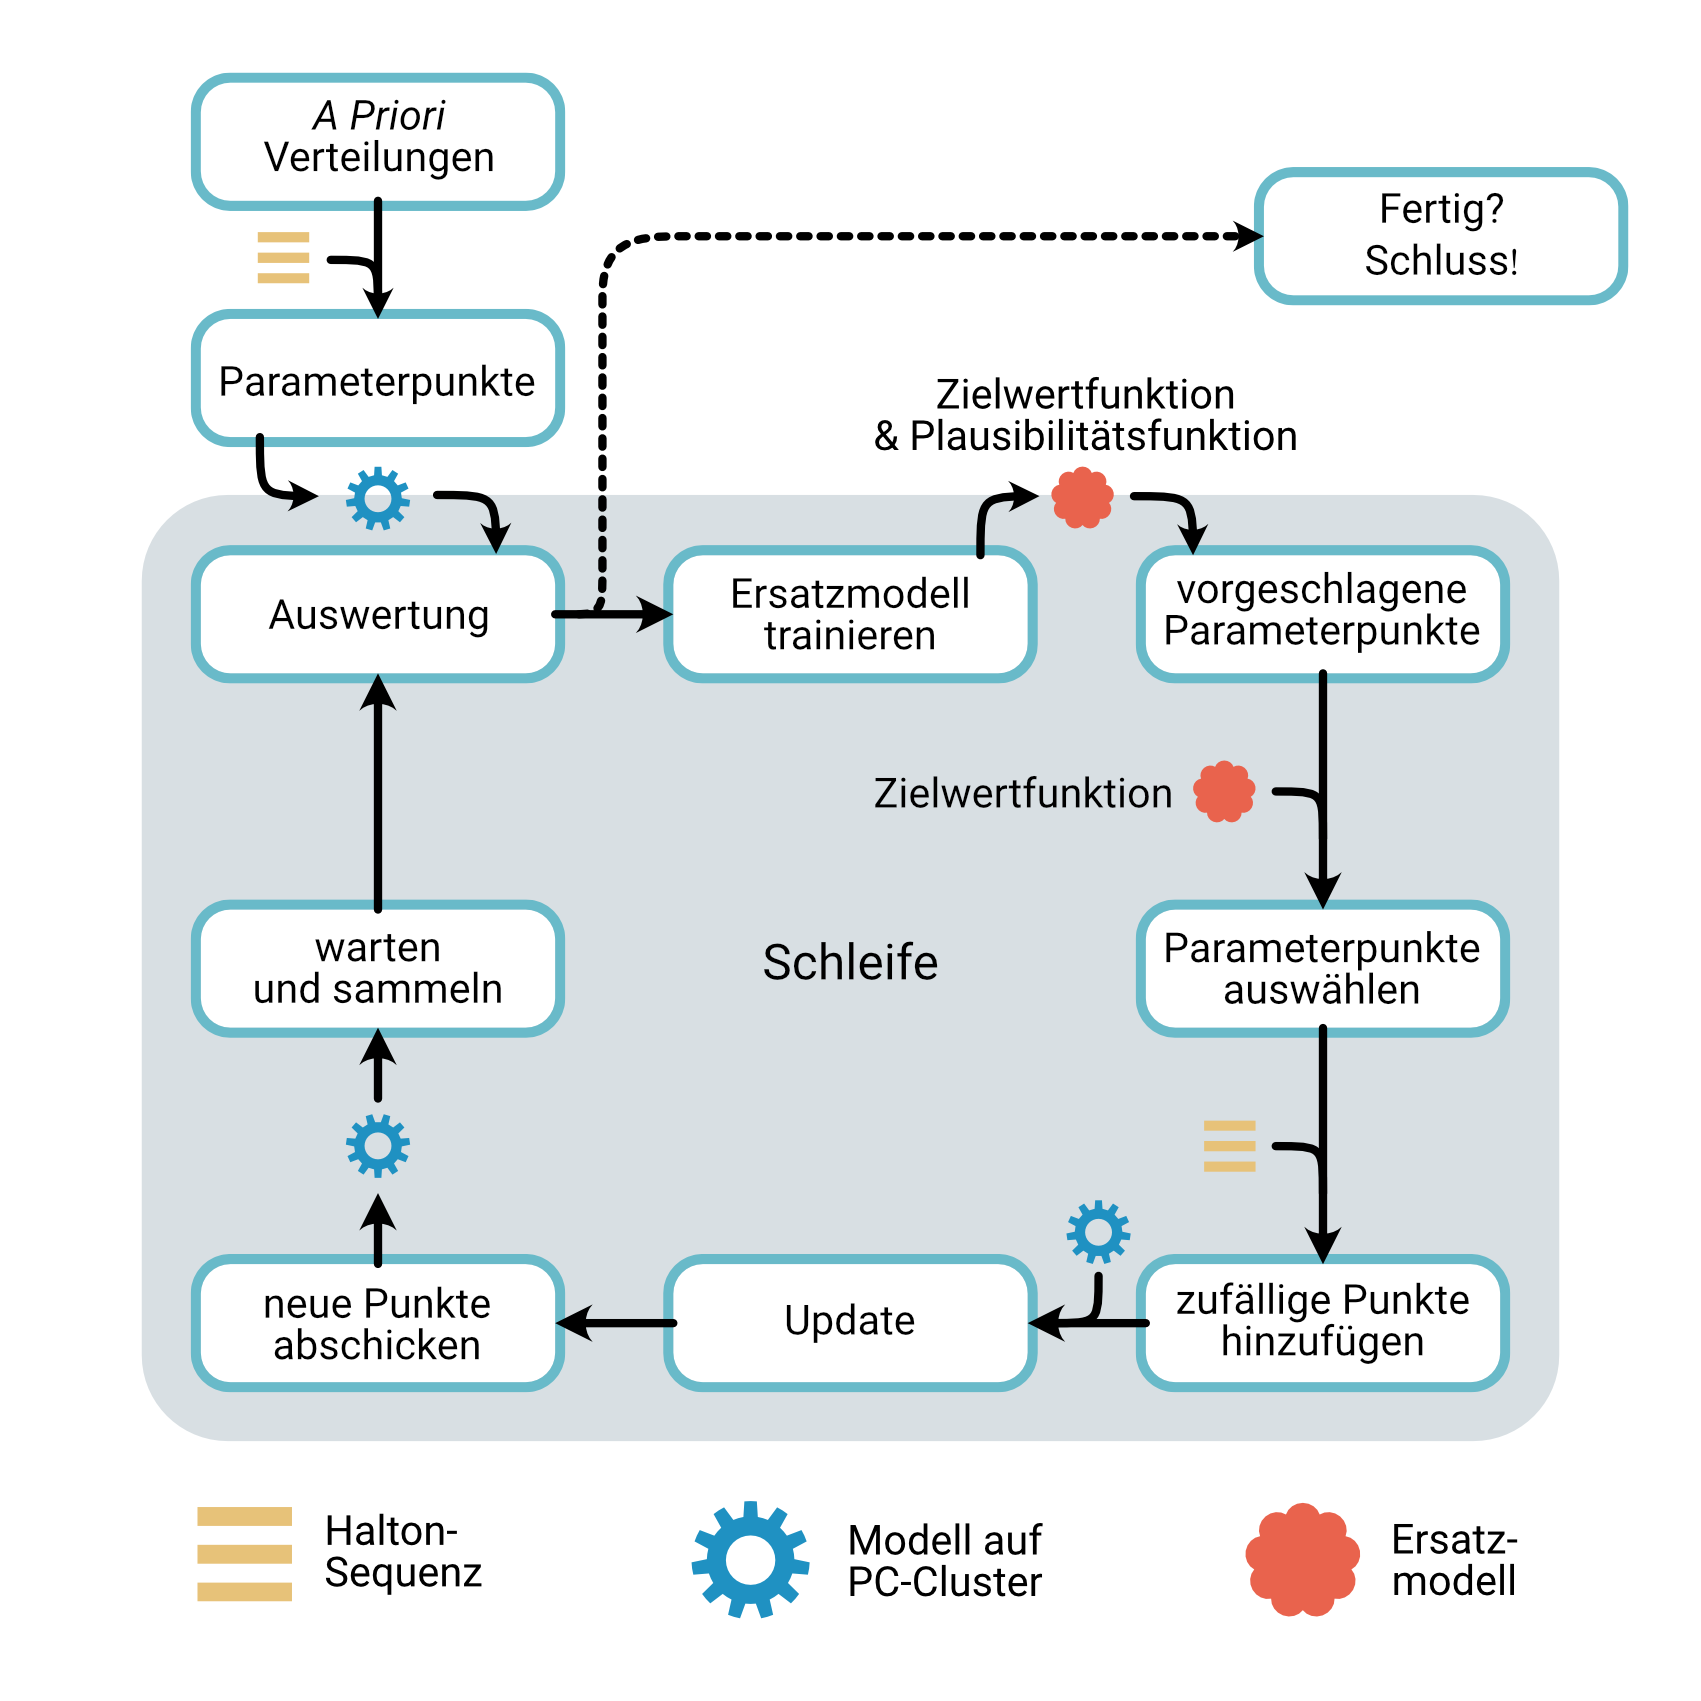 A Priori
Verteilungen
Fertig?
Schluss!
Parameterpunkte
Zielwertfunktion
& Plausibilitätsfunktion
Auswertung
Ersatzmodell
trainieren
vorgeschlagene
Parameterpunkte
Zielwertfunktion
warten
und sammeln
Schleife
Parameterpunkte
auswählen
neue Punkte
abschicken
Update
zufällige Punkte
hinzufügen
Halton-
Sequenz
Modell auf
PC-Cluster
Ersatz-
modell